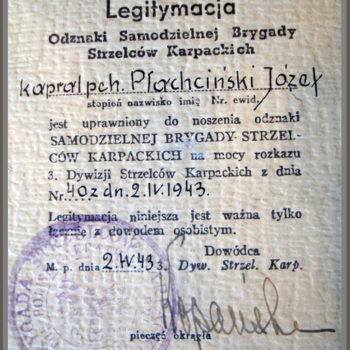 Legitymacja
Odznaki Samodzielnej Brygady
Strzelców Karpackich
kapral pch. Płachciński Józef
stopień nazwisko imię Nr. ewid.
jest uprawniony do noszenia odznaki
SAMODZIELNEJ BRYGADY STRZEL-
CÓW KARPACKICH na mocy rozkazu
3. Dywizji Strzelców Karpackich z dnia
Nr. 40 z dn. 2.IV.1943.
Legitymacja niniejsza jest ważna tylko
łącznie z dowodem osobistym.
Dowódca
M. p. dnia 2.IV.43 3. Dyw. Strzel. Karp.
pieczęć okrągła